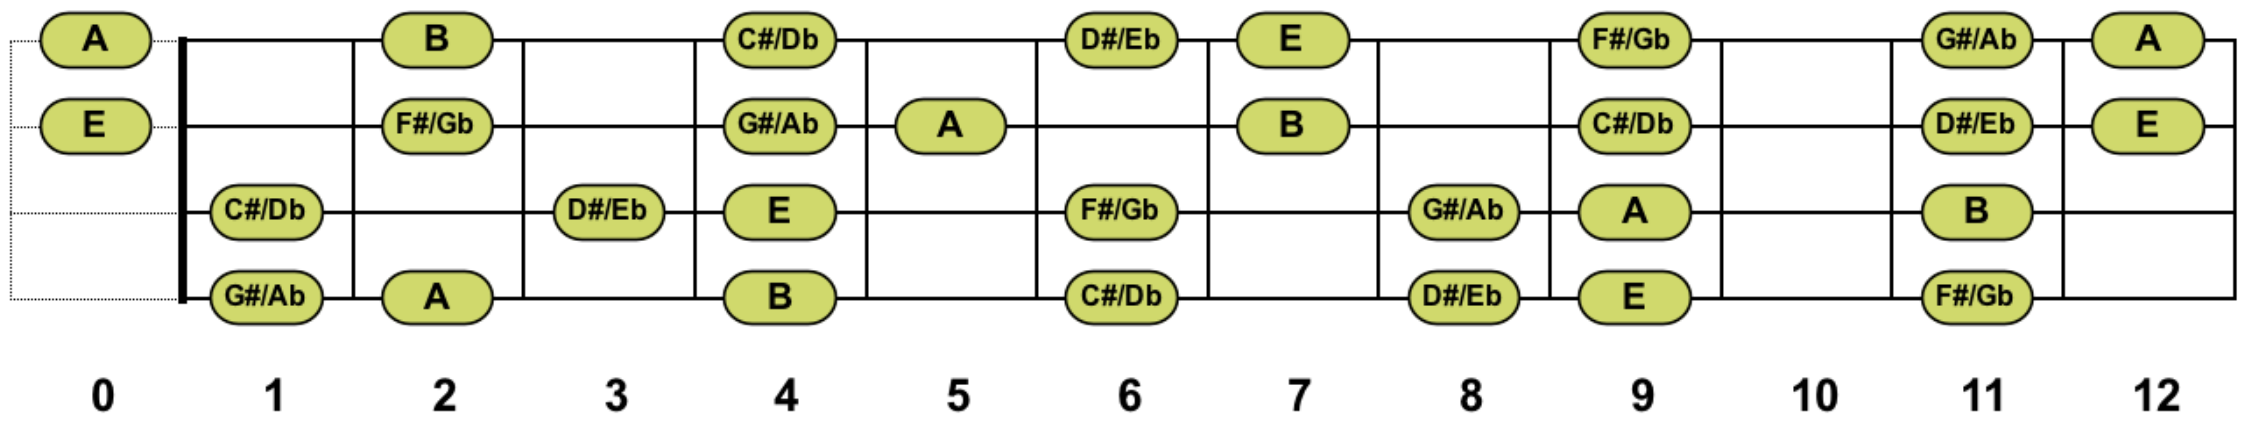 A B C#/Db D#/Eb E F#/Gb G#/Ab A
E F#/Gb G#/Ab A B C#/Db D#/Eb E
C#/Db D#/Eb E F#/Gb G#/Ab A B
G#/Ab A B C#/Db D#/Eb E F#/Gb
0 1 2 3 4 5 6 7 8 9 10 11 12